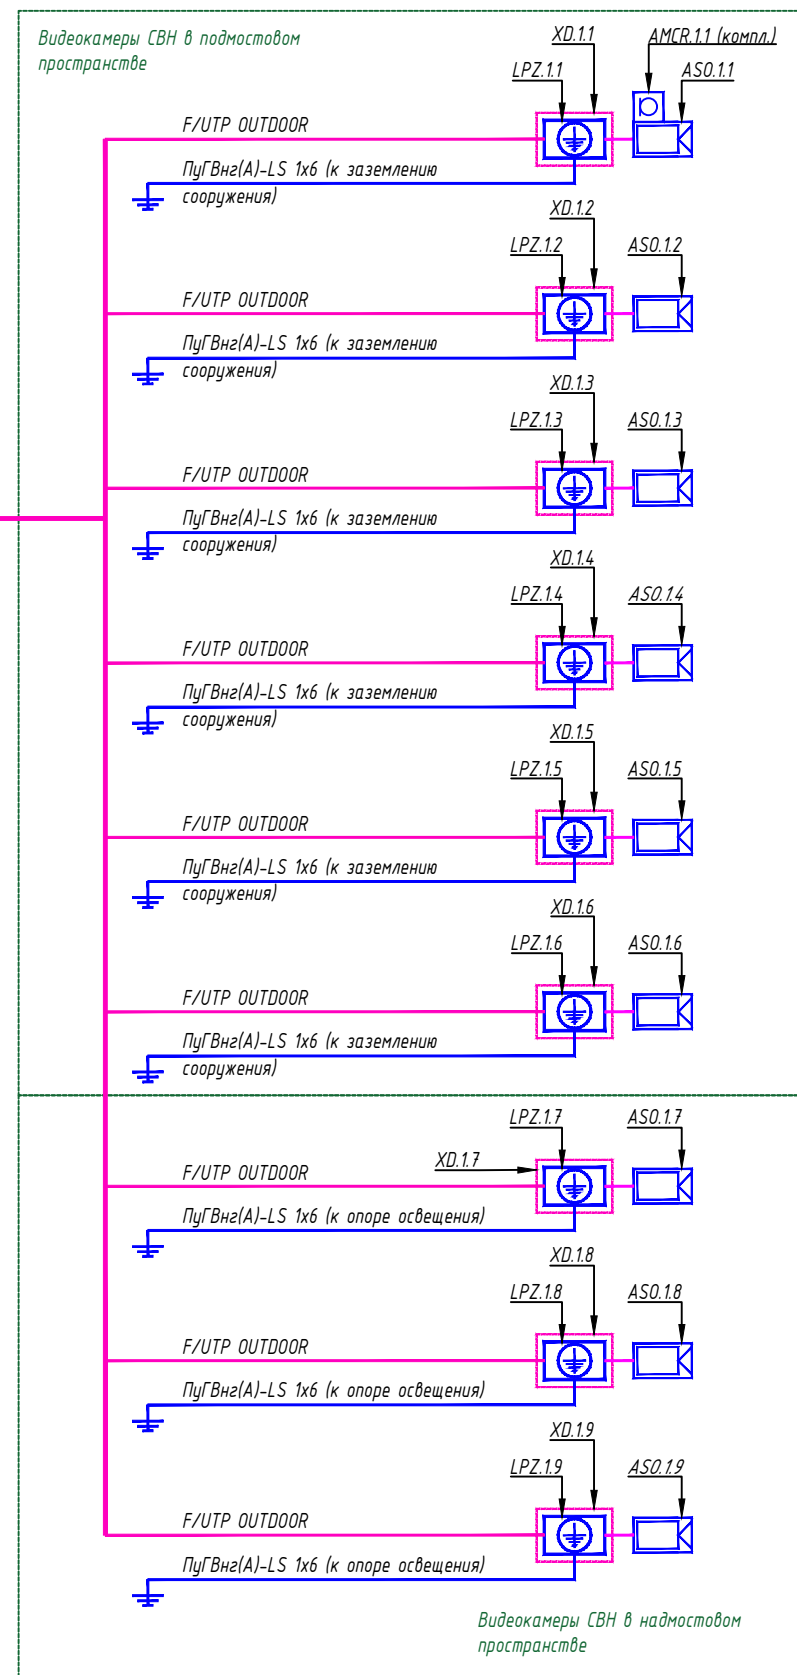 Видеокамеры СВН в подмостовом
пространстве
XD.1.1
AMCR.1.1 (компл.)
LPZ.1.1
ASO.1.1
F/UTP OUTDOOR
ПуГВнг(А)-LS 1х6 (к заземлению
сооружения)
XD.1.2
LPZ.1.2
ASO.1.2
F/UTP OUTDOOR
ПуГВнг(А)-LS 1х6 (к заземлению
сооружения)
XD.1.3
LPZ.1.3
ASO.1.3
F/UTP OUTDOOR
ПуГВнг(А)-LS 1х6 (к заземлению
сооружения)
XD.1.4
LPZ.1.4
ASO.1.4
F/UTP OUTDOOR
ПуГВнг(А)-LS 1х6 (к заземлению
сооружения)
XD.1.5
LPZ.1.5
ASO.1.5
F/UTP OUTDOOR
ПуГВнг(А)-LS 1х6 (к заземлению
сооружения)
XD.1.6
LPZ.1.6
ASO.1.6
F/UTP OUTDOOR
ПуГВнг(А)-LS 1х6 (к заземлению
сооружения)
LPZ.1.7
ASO.1.7
XD.1.7
F/UTP OUTDOOR
ПуГВнг(А)-LS 1х6 (к опоре освещения)
XD.1.8
LPZ.1.8
ASO.1.8
F/UTP OUTDOOR
ПуГВнг(А)-LS 1х6 (к опоре освещения)
XD.1.9
LPZ.1.9
ASO.1.9
F/UTP OUTDOOR
ПуГВнг(А)-LS 1х6 (к опоре освещения)
Видеокамеры СВН в надмостовом
пространстве